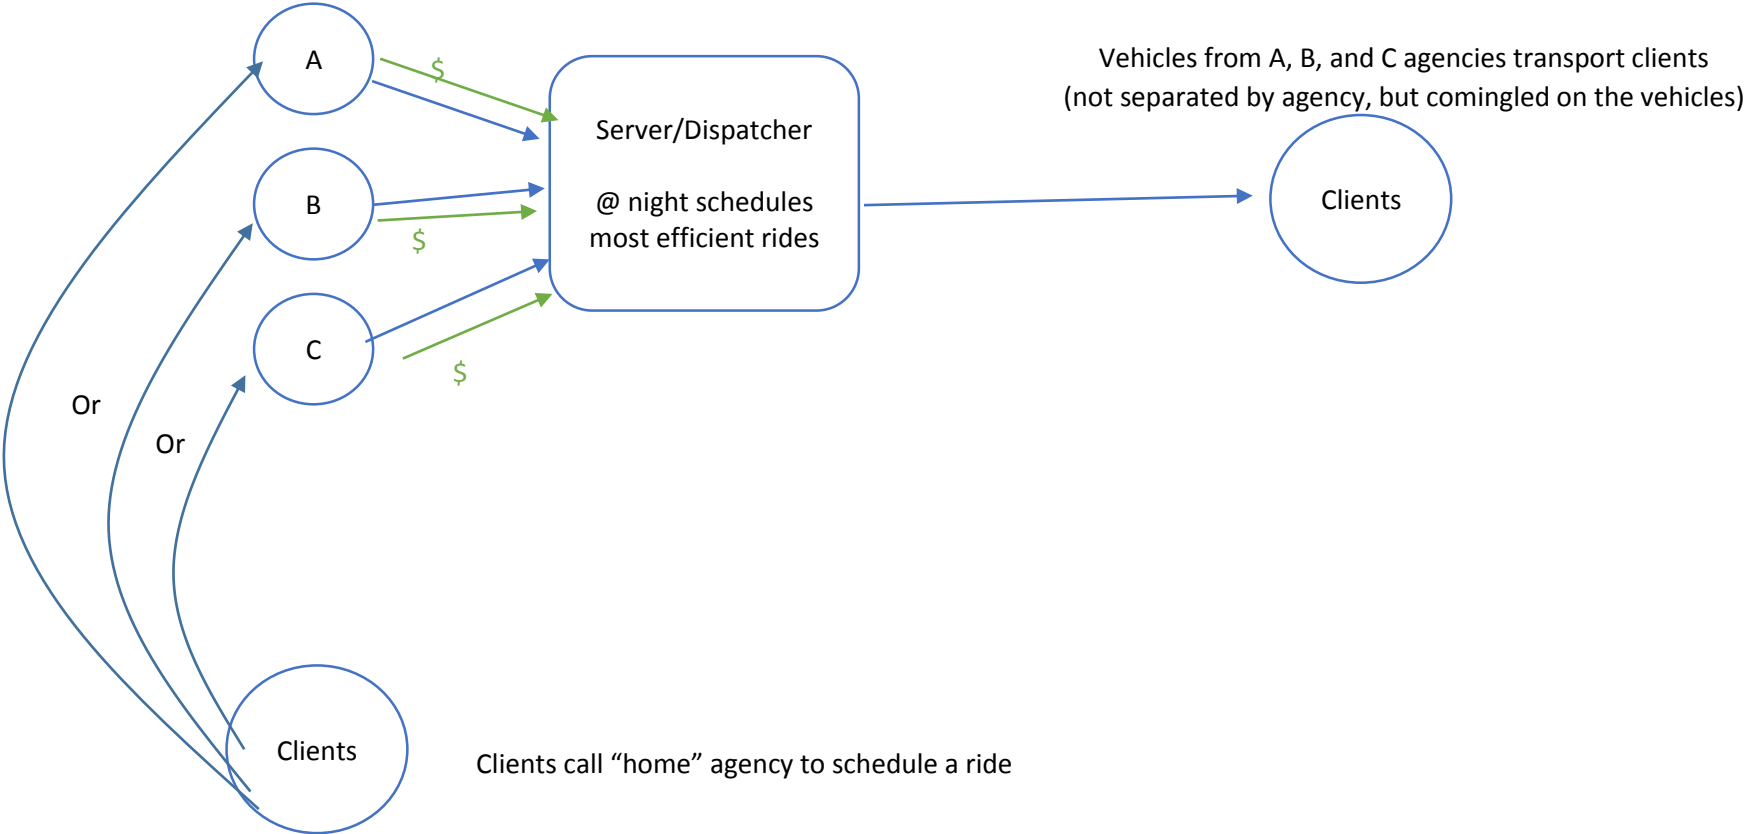 A
$
Vehicles from A, B, and C agencies transport clients
(not separated by agency, but comingled on the vehicles)
Server/Dispatcher
B
@ night schedules
most efficient rides
Clients
$
C
$
Or
Or
Clients
Clients call “home” agency to schedule a ride